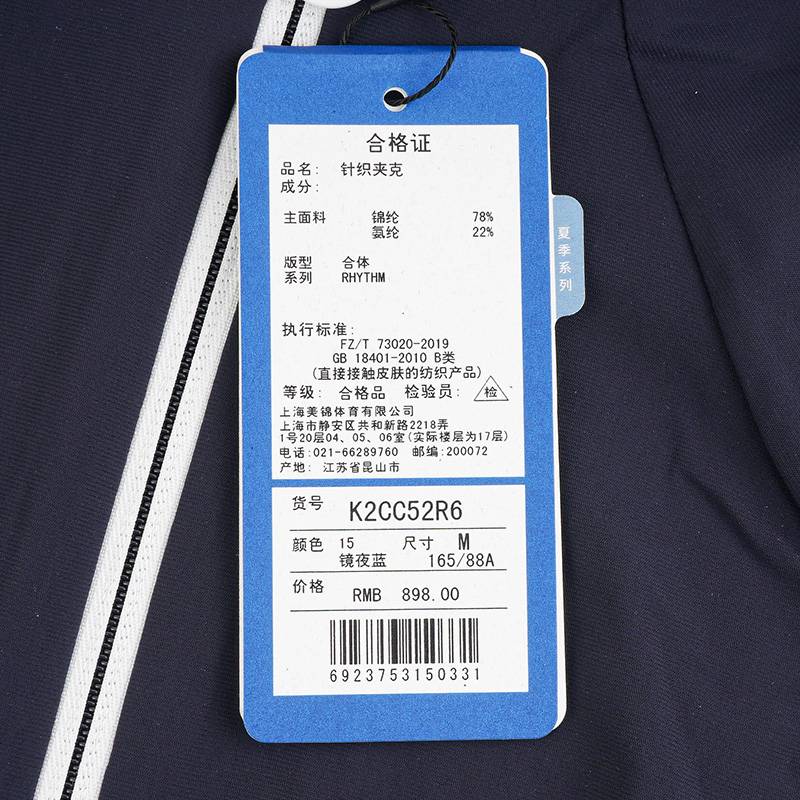 合格证
品名: 针织夹克
成分:
主面料 锦纶 78%
氨纶 22%
版型 合体
系列 RHYTHM
执行标准:
FZ/T 73020-2019
GB 18401-2010 B类
(直接接触皮肤的纺织产品)
等级: 合格品 检验员: 检
上海美锦体育有限公司
上海市静安区共和新路2218弄
1号20层04、05、06室(实际楼层为17层)
电话:021-66289760 邮编:200072
产地: 江苏省昆山市
夏季系列
货号 K2CC52R6
颜色 15 尺寸 M
镜夜蓝 165/88A
价格 RMB 898.00
6923753150331